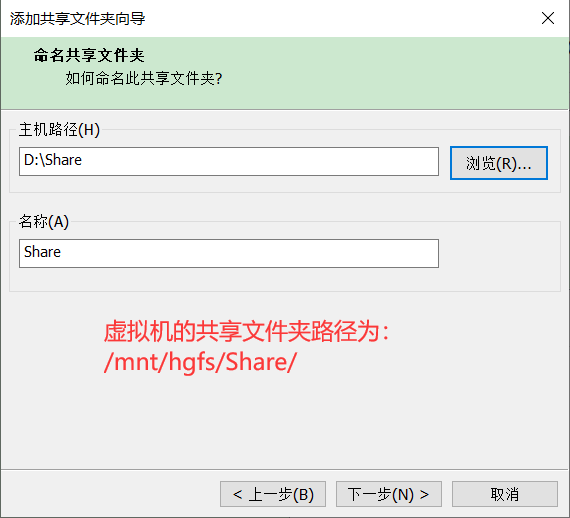 添加共享文件夹向导
命名共享文件夹
如何命名此共享文件夹?
主机路径(H)
D:\Share
浏览(R)...
名称(A)
Share
虚拟机的共享文件夹路径为：
/mnt/hgfs/Share/
< 上一步(B)
下一步(N) >
取消